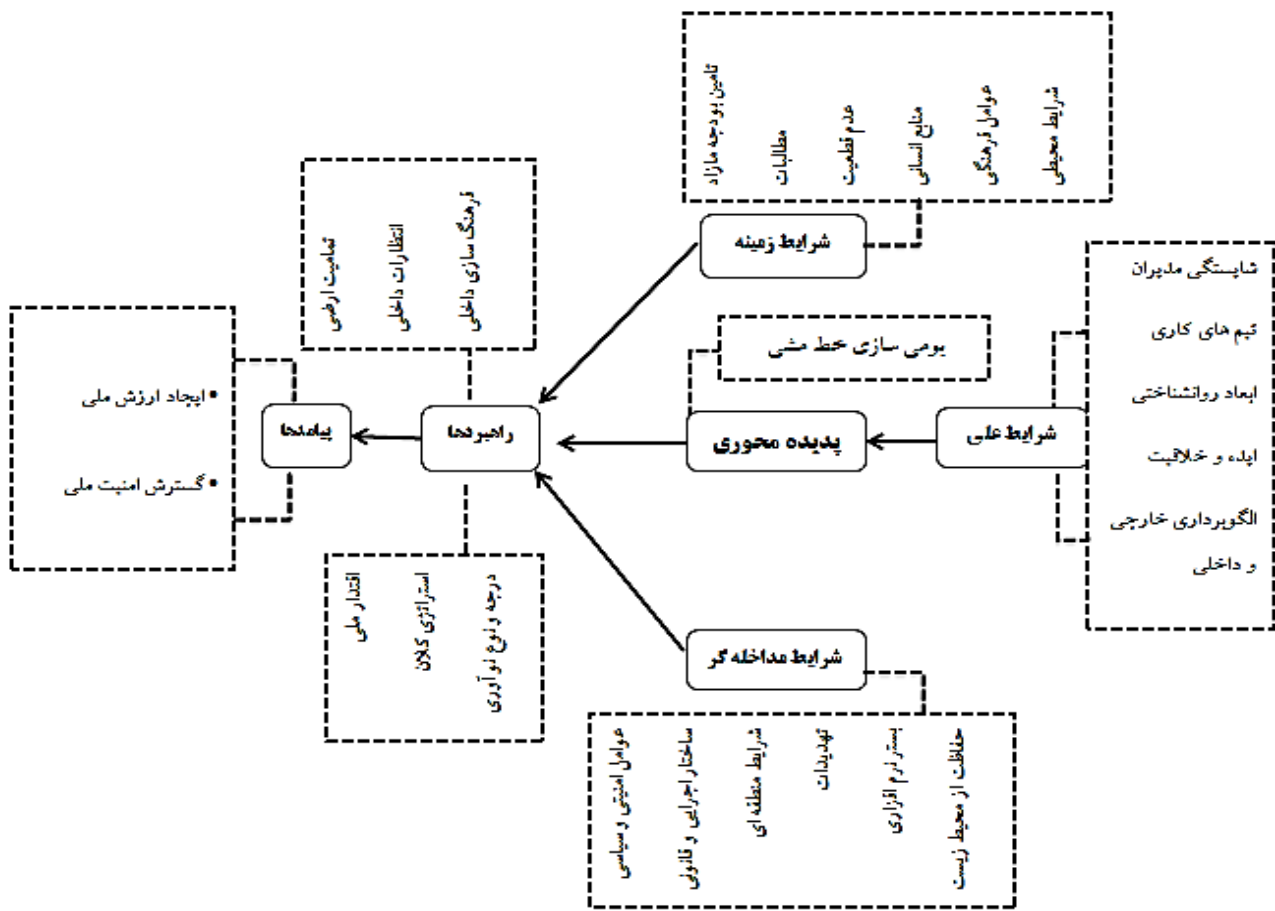 شرایط محیطی
عوامل فرهنگی
منابع انسانی
عدم قطعیت
مطالبات
تامین بودجه مازاد
شرایط زمینه
شایستگی مدیران
تیم های کاری
ابعاد روانشناختی
ایده و خلاقیت
الگوبرداری خارجی
و داخلی
شرایط علی
بومی سازی خط مشی
پدیده محوری
فرهنگ سازی داخلی
انتظارات داخلی
تمامیت ارضی
راهبردها
درجه و نوع نوآوری
استراتژی کلان
اقتدار ملی
پیامدها
• ایجاد ارزش ملی
• گسترش امنیت ملی
شرایط مداخله گر
حفاظت از محیط زیست
بستر نرم افزاری
تهدیدات
شرایط منطقه ای
ساختار اجرایی و قانونی
عوامل امنیتی و سیاسی